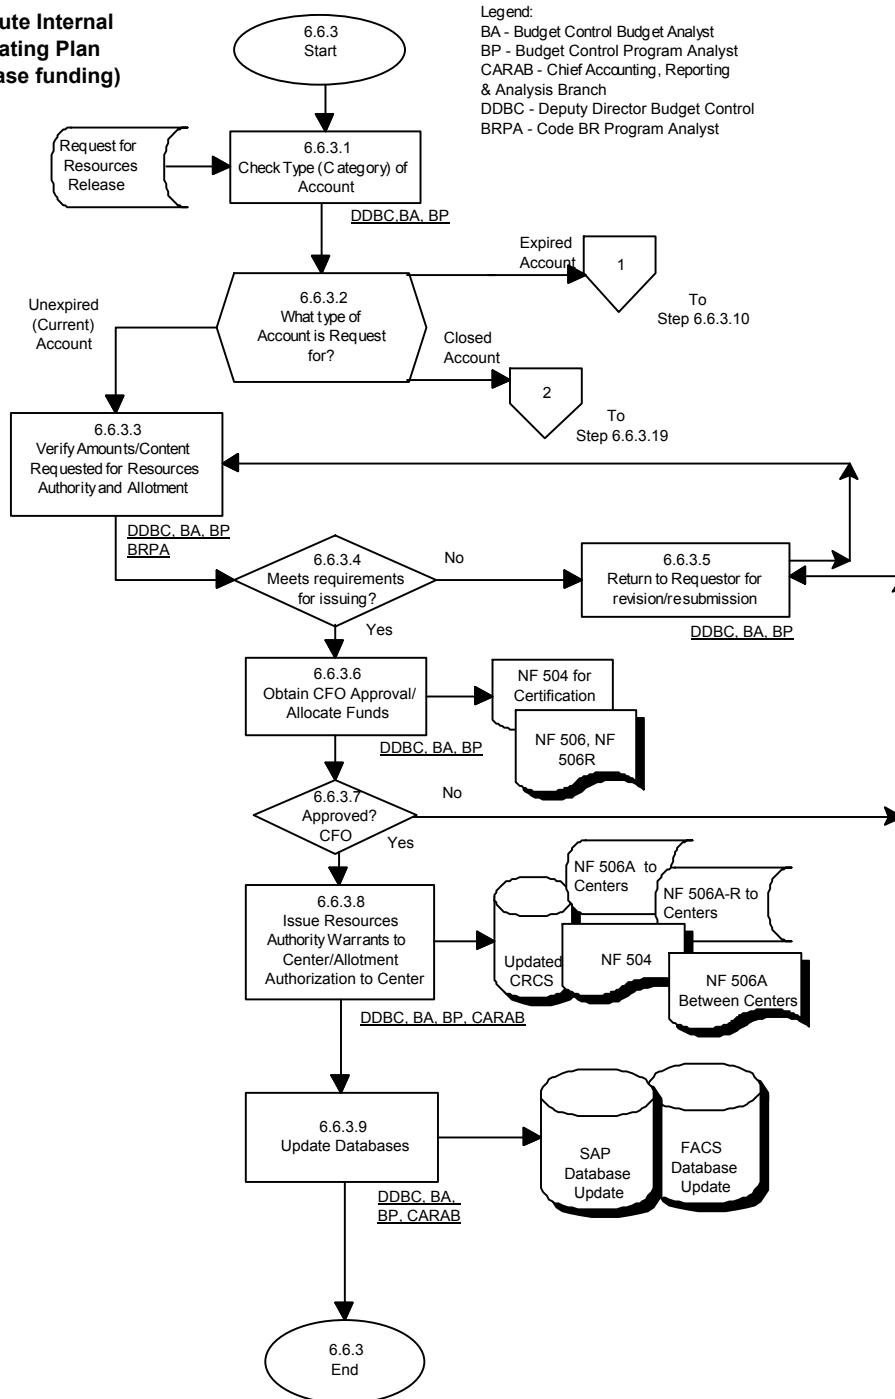 ute Internal
ating Plan
ase funding)
6.6.3
Start
Legend:
BA - Budget Control Budget Analyst
BP - Budget Control Program Analyst
CARAB - Chief Accounting, Reporting
& Analysis Branch
DDBC - Deputy Director Budget Control
BRPA - Code BR Program Analyst
Request for
Resources
Release
6.6.3.1
Check Type (Category) of
Account
DDBC,BA, BP
Expired
Account
1
To
Step 6.6.3.10
6.6.3.2
What type of
Account is Request
for?
Unexpired
(Current)
Account
Closed
Account
2
To
Step 6.6.3.19
6.6.3.3
Verify Amounts/Content
Requested for Resources
Authority and Allotment
DDBC, BA, BP
BRPA
6.6.3.4
Meets requirements
for issuing?
No
Yes
6.6.3.5
Return to Requestor for
revision/resubmission
DDBC, BA, BP
6.6.3.6
Obtain CFO Approval/
Allocate Funds
DDBC, BA, BP
NF 504 for
Certification
NF 506, NF
506R
6.6.3.7
Approved?
CFO
No
Yes
6.6.3.8
Issue Resources
Authority Warrants to
Center/Allotment
Authorization to Center
DDBC, BA, BP, CARAB
Updated
CRCS
NF 506A to
Centers
NF 506A-R to
Centers
NF 504
NF 506A
Between Centers
6.6.3.9
Update Databases
DDBC, BA,
BP, CARAB
SAP
Database
Update
FACS
Database
Update
6.6.3
End